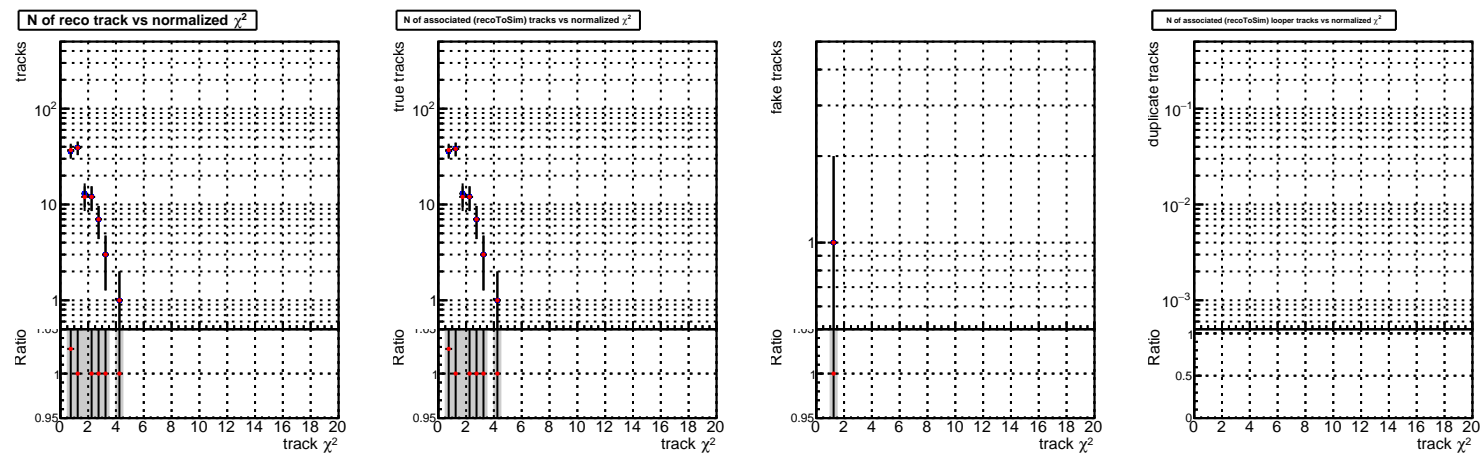 N of reco track vs normalized χ²
tracks
10²
10
1
Ratio
1.05
1
0.95
0 2 4 6 8 10 12 14 16 18 20
track χ²
N of associated (recoToSim) tracks vs normalized χ²
true tracks
10²
10
1
Ratio
1.05
1
0.95
0 2 4 6 8 10 12 14 16 18 20
track χ²
fake tracks
1
Ratio
1.05
1
0.95
0 2 4 6 8 10 12 14 16 18 20
track χ²
N of associated (recoToSim) looper tracks vs normalized χ²
duplicate tracks
10⁻¹
10⁻²
10⁻³
Ratio
1
0.5
0
0 2 4 6 8 10 12 14 16 18 20
track χ²